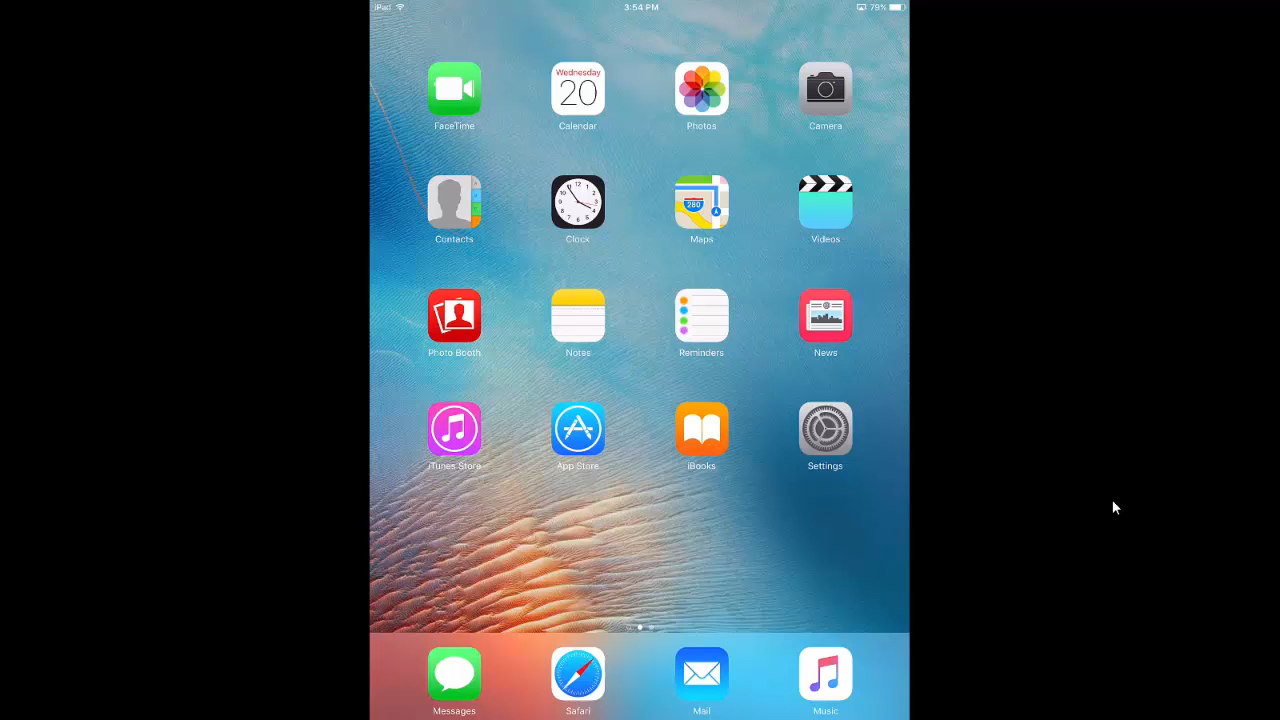 iPad 3:54 PM 79%
Wednesday
20
FaceTime Calendar Photos Camera
280
Contacts Clock Maps Videos
Photo Booth Notes Reminders News
iTunes Store App Store iBooks Settings
Messages Safari Mail Music